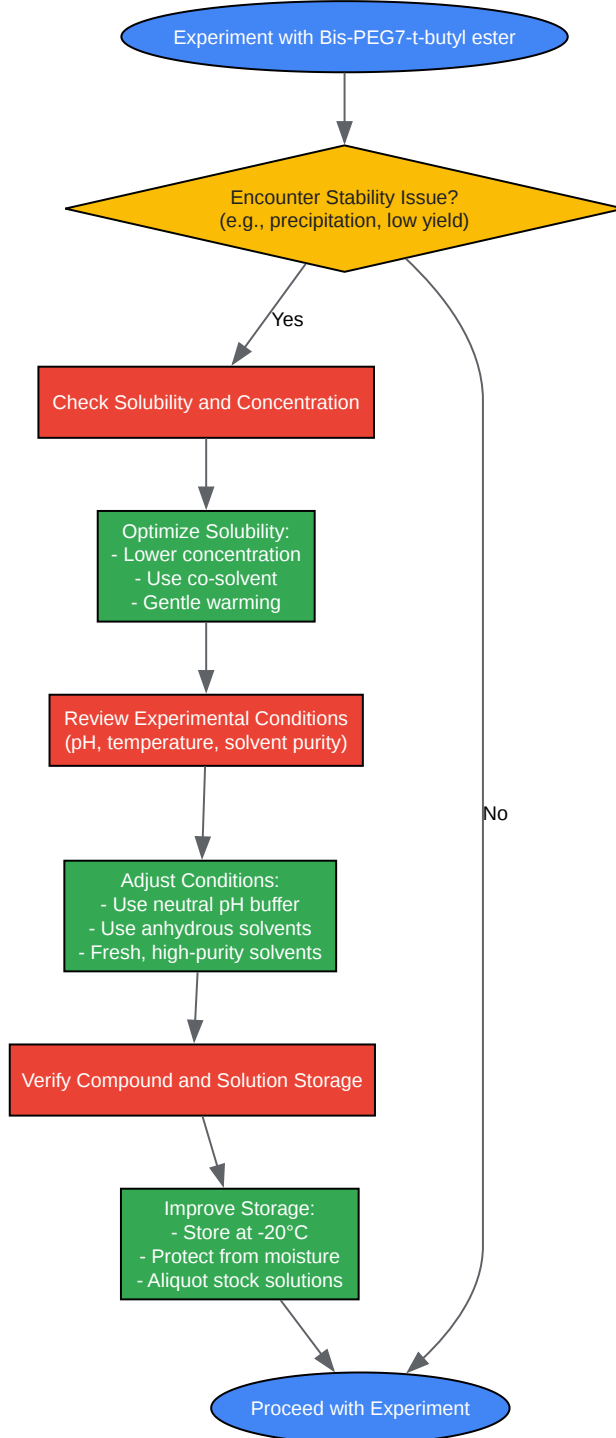 Experiment with Bis-PEG7-t-butyl ester
Encounter Stability Issue?
(e.g., precipitation, low yield)
Yes
Check Solubility and Concentration
Optimize Solubility:
- Lower concentration
- Use co-solvent
- Gentle warming
Review Experimental Conditions
(pH, temperature, solvent purity)
No
Adjust Conditions:
- Use neutral pH buffer
- Use anhydrous solvents
- Fresh, high-purity solvents
Verify Compound and Solution Storage
Improve Storage:
- Store at -20°C
- Protect from moisture
- Aliquot stock solutions
Proceed with Experiment